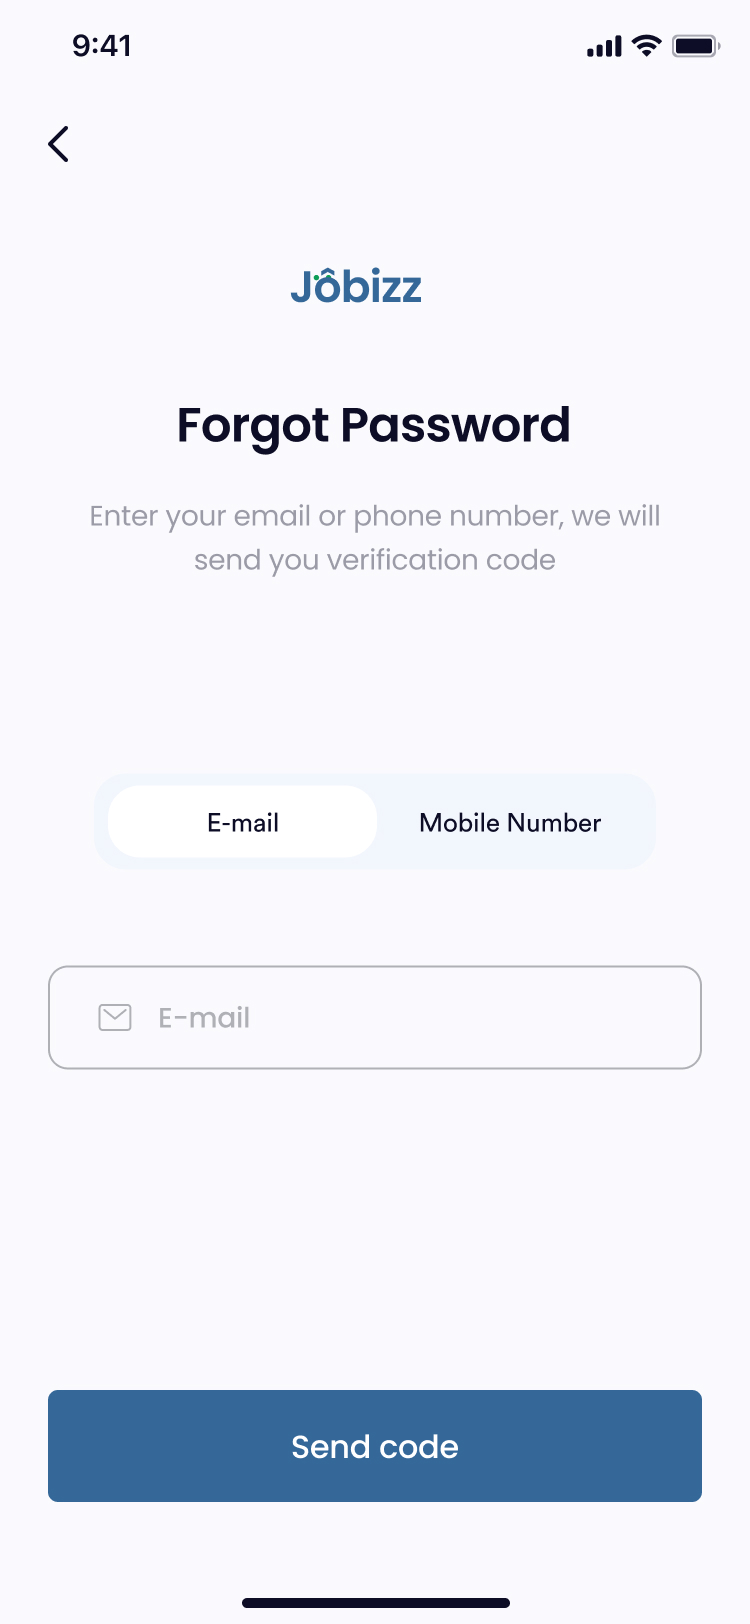 9:41
Jôbizz
Forgot Password
Enter your email or phone number, we will
send you verification code
E-mail
Mobile Number
E-mail
Send code